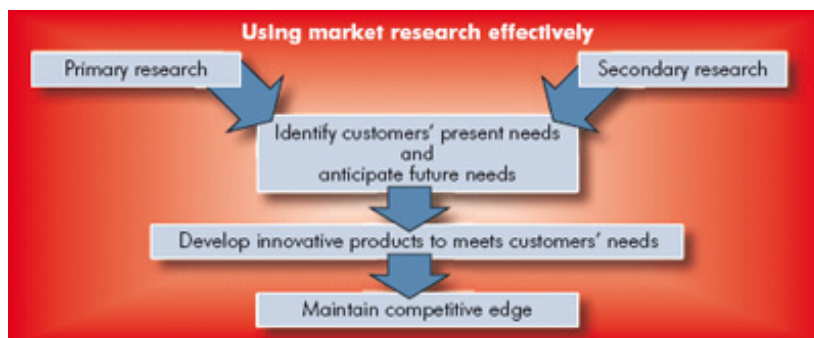 Using market research effectively
Primary research
Secondary research
Identify customers' present needs
and
anticipate future needs
Develop innovative products to meets customers' needs
Maintain competitive edge